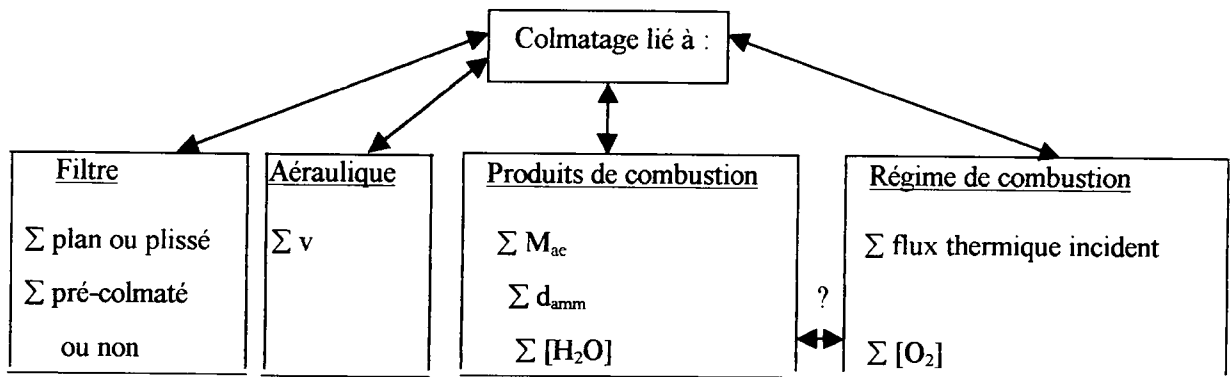 Colmatage lié à :
Filtre
∑ plan ou plissé
∑ pré-colmaté
ou non
Aéraulique
∑ v
Produits de combustion
∑ Mae
∑ damm
∑ [H₂O]
?
Régime de combustion
∑ flux thermique incident
∑ [O₂]